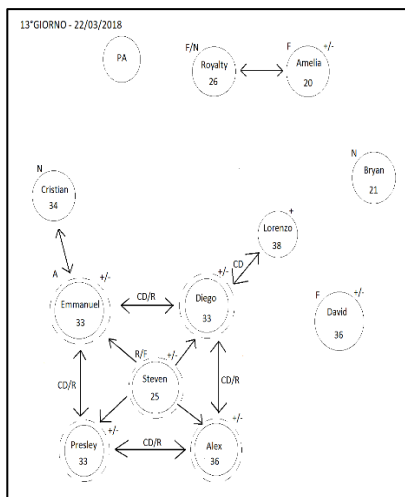 13°GIORNO - 22/03/2018
PA
F/N
Royalty
26
F
+/-
Amelia
20
N
Bryan
21
N
Cristian
34
+
Lorenzo
38
CD
A
+/-
Emmanuel
33
CD/R
+/-
Diego
33
F
+/-
David
36
R/F
+/-
Steven
25
CD/R
CD/R
+/-
Presley
33
CD/R
+/-
Alex
36